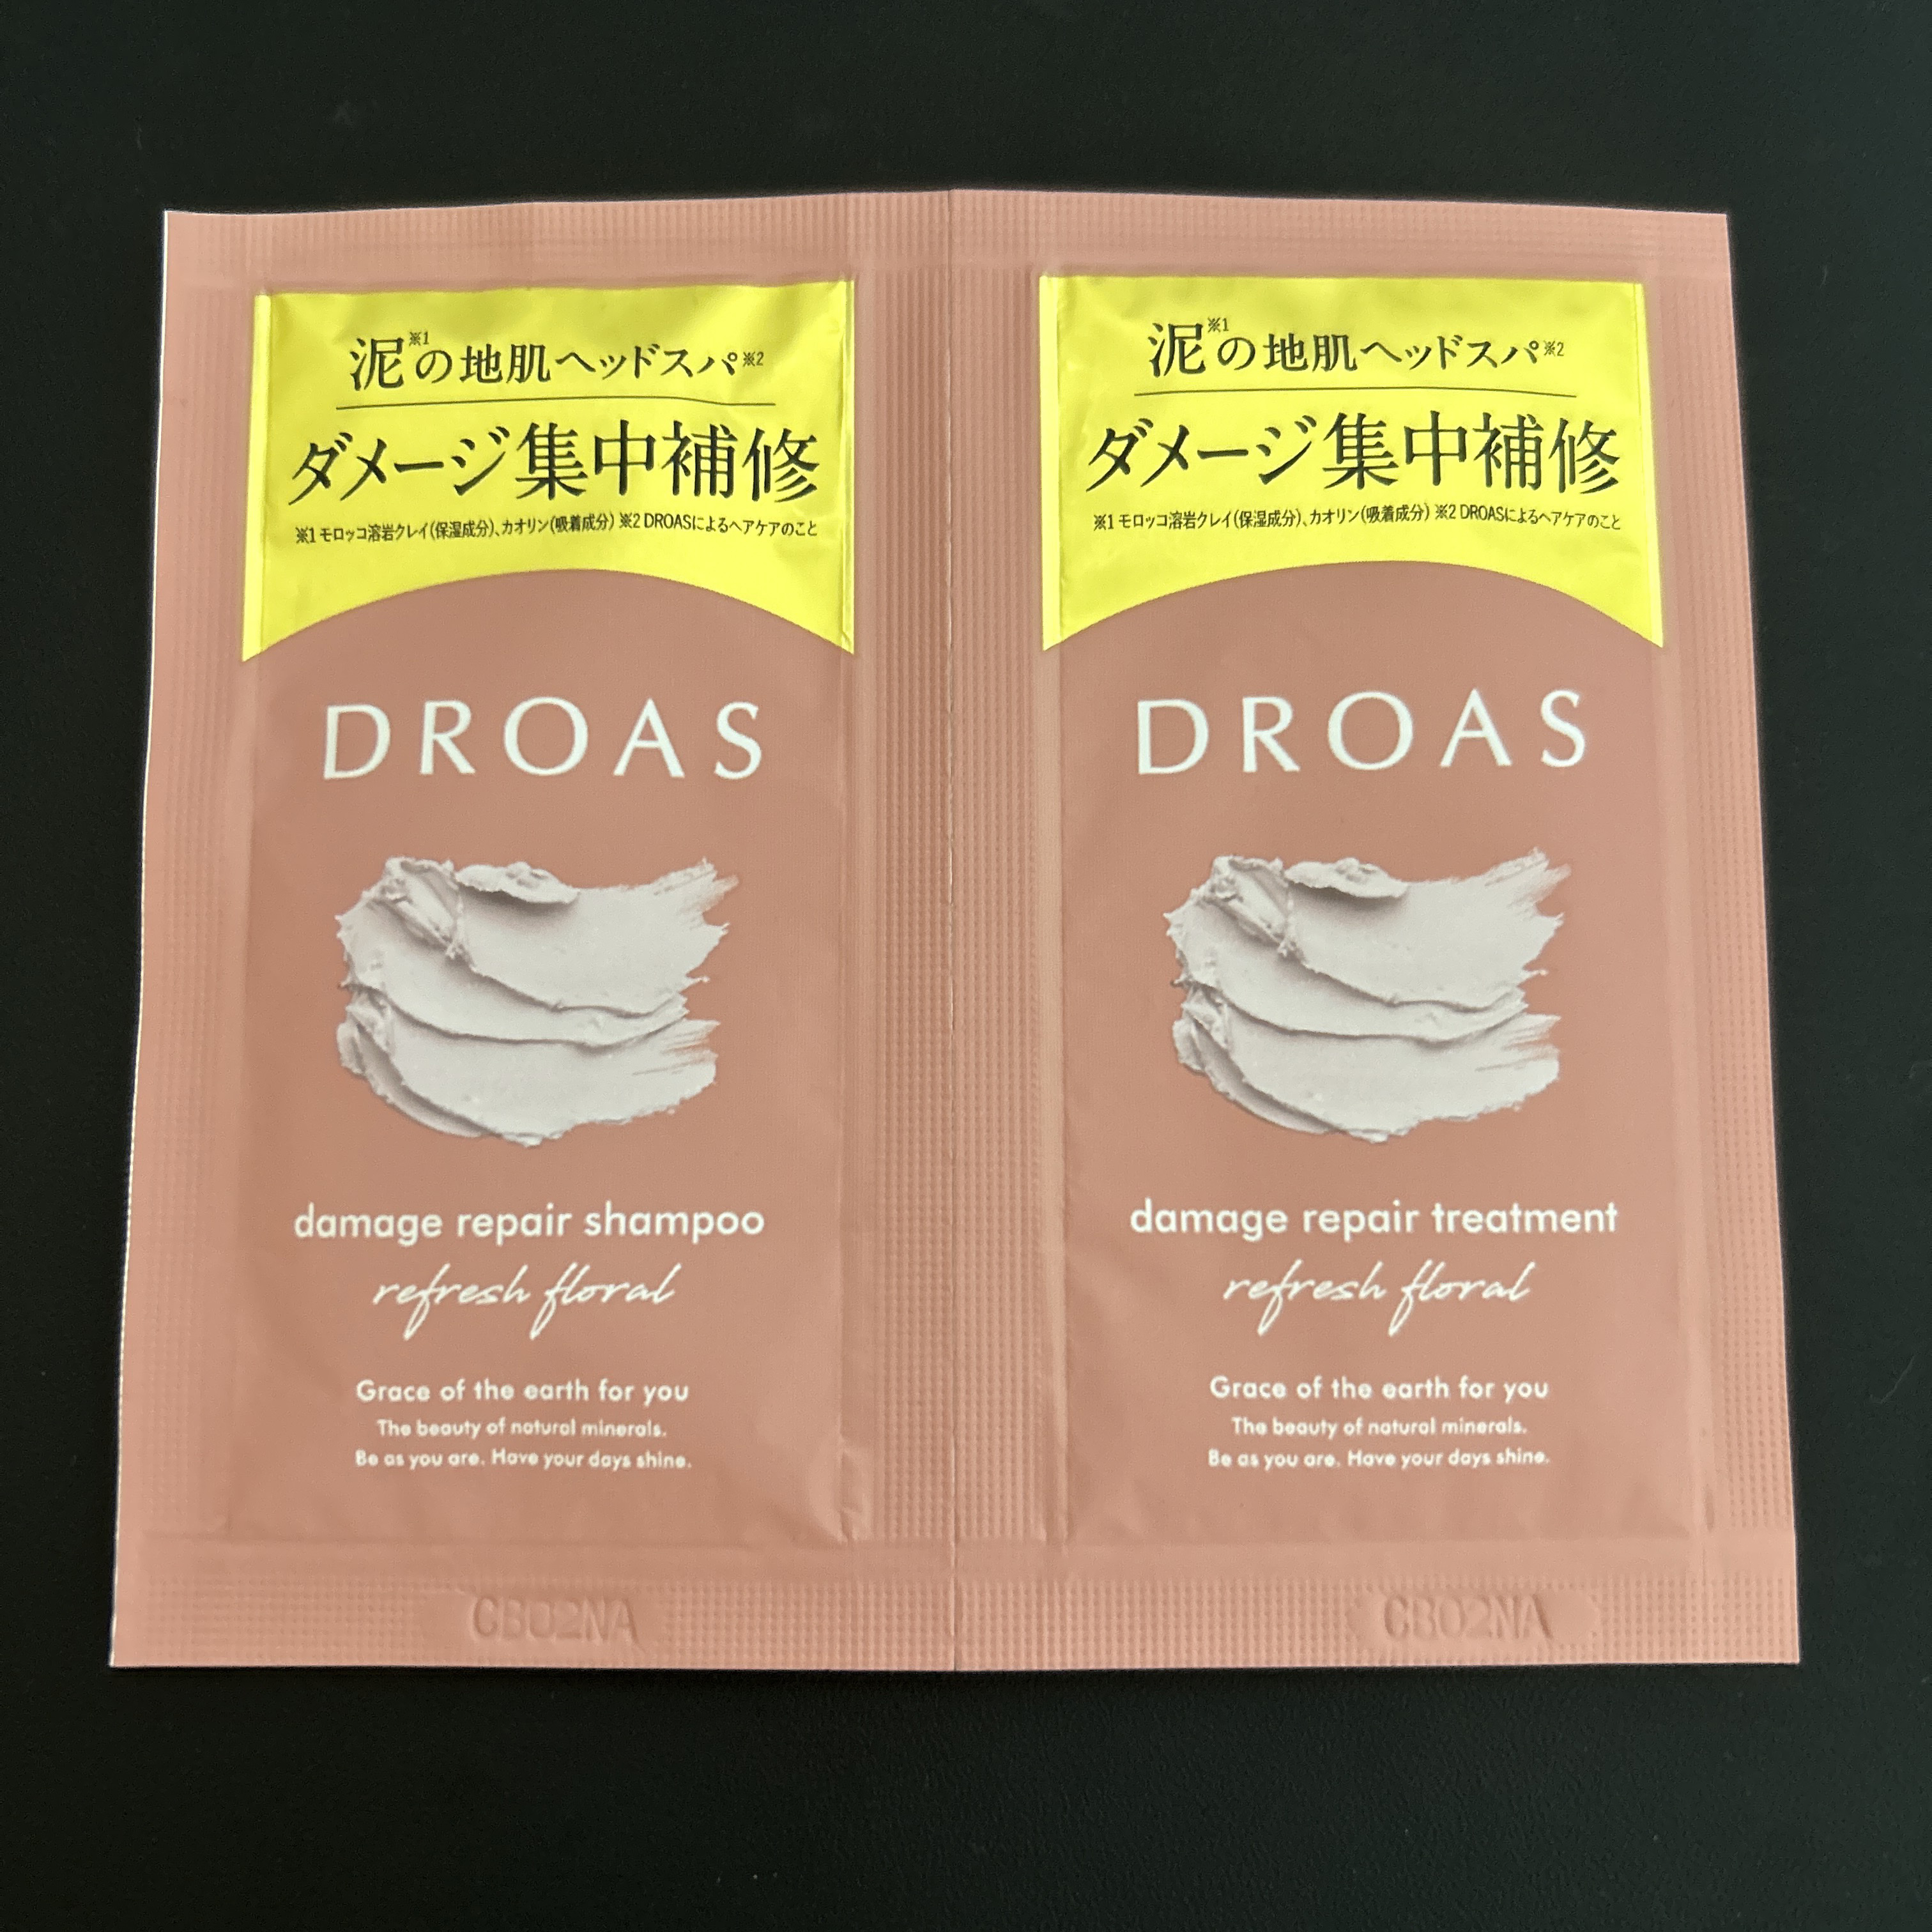 泥※1の地肌ヘッドスパ※2
ダメージ集中補修
※1 モロッコ溶岩クレイ(保湿成分)、カオリン(吸着成分) ※2 DROASによるヘアケアのこと
DROAS
damage repair shampoo
refresh floral
Grace of the earth for you
The beauty of natural minerals.
Be as you are. Have your days shine.
CB02NA
泥※1の地肌ヘッドスパ※2
ダメージ集中補修
※1 モロッコ溶岩クレイ(保湿成分)、カオリン(吸着成分) ※2 DROASによるヘアケアのこと
DROAS
damage repair treatment
refresh floral
Grace of the earth for you
The beauty of natural minerals.
Be as you are. Have your days shine.
CB02NA